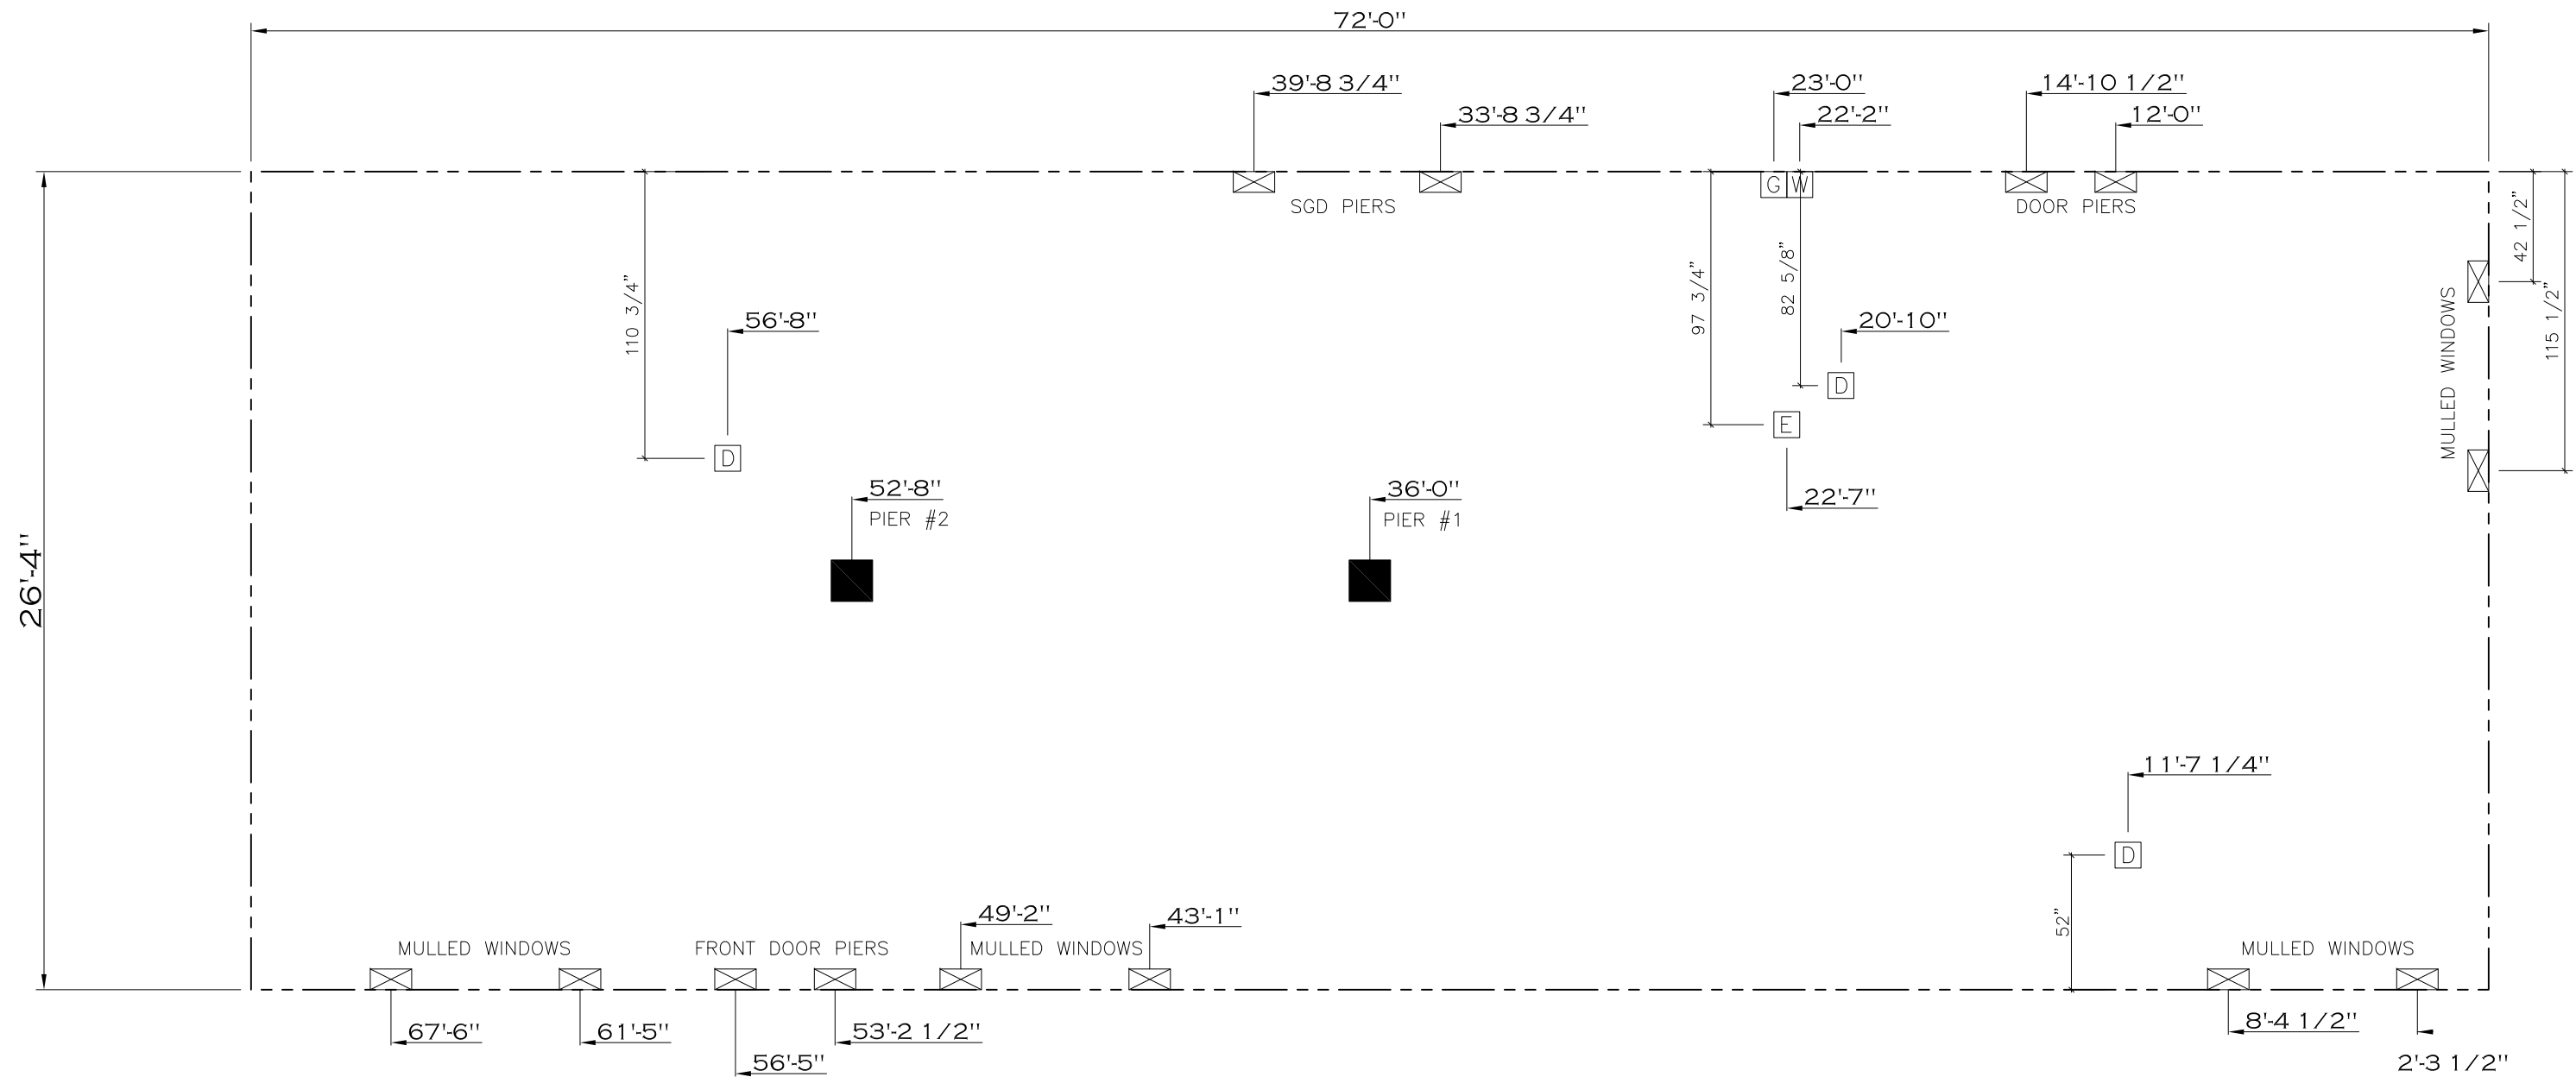 72'-0"
39'-8 3/4"
23'-0"
14'-10 1/2"
33'-8 3/4"
22'-2"
12'-0"
G W
SGD PIERS
DOOR PIERS
42 1/2"
110 3/4"
97 3/4"
82 5/8"
115 1/2"
MULLED WINDOWS
56'-8"
20'-10"
D
E
D
52'-8"
PIER #2
36'-0"
PIER #1
22'-7"
26'-4"
11'-7 1/4"
D
52"
49'-2"
43'-1"
MULLED WINDOWS
FRONT DOOR PIERS
MULLED WINDOWS
MULLED WINDOWS
67'-6"
61'-5"
53'-2 1/2"
8'-4 1/2"
56'-5"
2'-3 1/2"